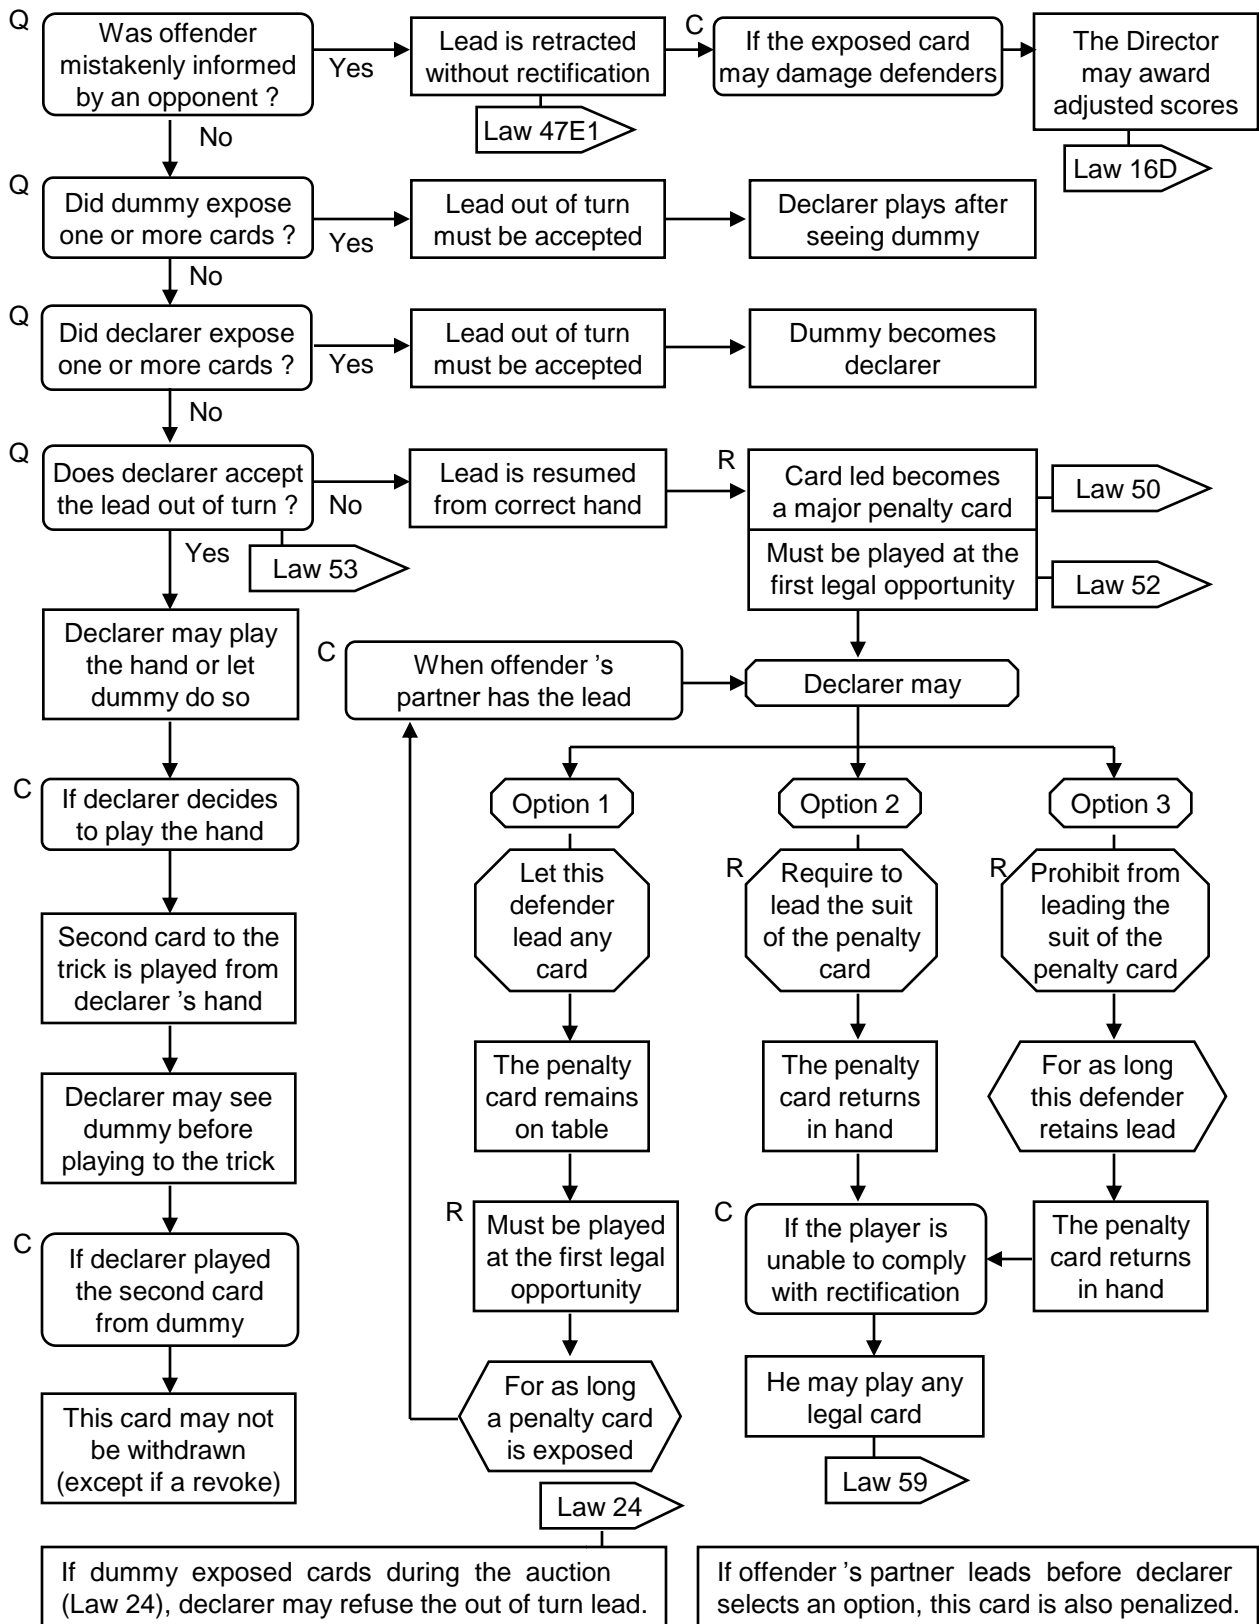 Q
Was offender
mistakenly informed
by an opponent ?
Yes
Lead is retracted
without rectification
Law 47E1
C
If the exposed card
may damage defenders
The Director
may award
adjusted scores
Law 16D
No
Q
Did dummy expose
one or more cards ?
Yes
Lead out of turn
must be accepted
Declarer plays after
seeing dummy
No
Q
Did declarer expose
one or more cards ?
Yes
Lead out of turn
must be accepted
Dummy becomes
declarer
No
Q
Does declarer accept
the lead out of turn ?
No
Lead is resumed
from correct hand
R
Card led becomes
a major penalty card
Law 50
Must be played at the
first legal opportunity
Law 52
Yes
Law 53
Declarer may play
the hand or let
dummy do so
C
When offender 's
partner has the lead
Declarer may
C
If declarer decides
to play the hand
Second card to the
trick is played from
declarer 's hand
Declarer may see
dummy before
playing to the trick
C
If declarer played
the second card
from dummy
This card may not
be withdrawn
(except if a revoke)
Option 1
Let this
defender
lead any
card
The penalty
card remains
on table
R
Must be played
at the first legal
opportunity
For as long
a penalty card
is exposed
Option 2
R
Require to
lead the suit
of the penalty
card
The penalty
card returns
in hand
C
If the player is
unable to comply
with rectification
He may play any
legal card
Law 59
Option 3
R
Prohibit from
leading the
suit of the
penalty card
For as long
this defender
retains lead
The penalty
card returns
in hand
Law 24
If dummy exposed cards during the auction
(Law 24), declarer may refuse the out of turn lead.
If offender 's partner leads before declarer
selects an option, this card is also penalized.